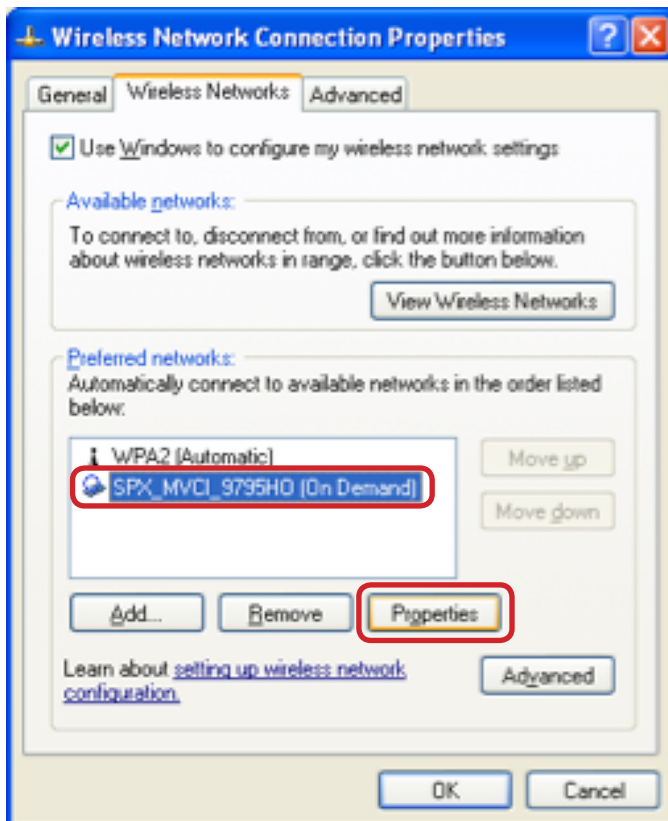 Wireless Network Connection Properties
General Wireless Networks Advanced
Use Windows to configure my wireless network settings
Available networks:
To connect to, disconnect from, or find out more information
about wireless networks in range, click the button below.
View Wireless Networks
Preferred networks:
Automatically connect to available networks in the order listed
below:
WPA2 (Automatic)
SPX_MVCI_9795HO (On Demand)
Move up
Move down
Add... Remove Properties
Learn about setting up wireless network
configuration.
Advanced
OK Cancel